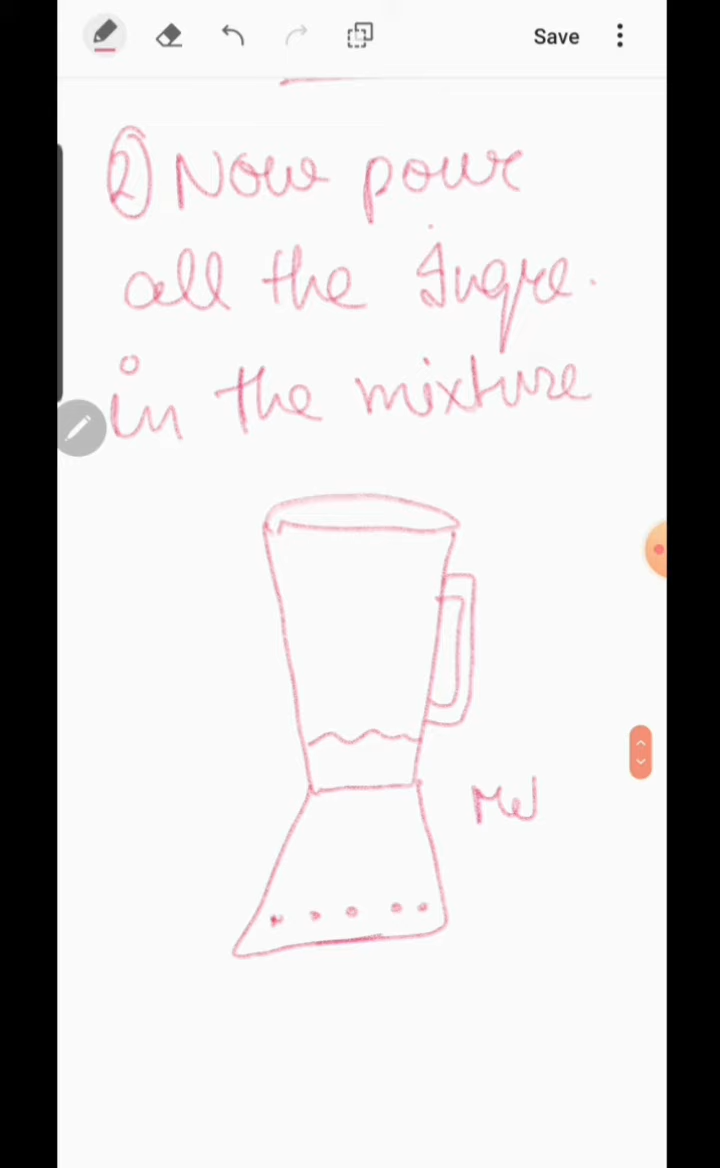 Save
② Now pour
all the Ingre.
in the mixture